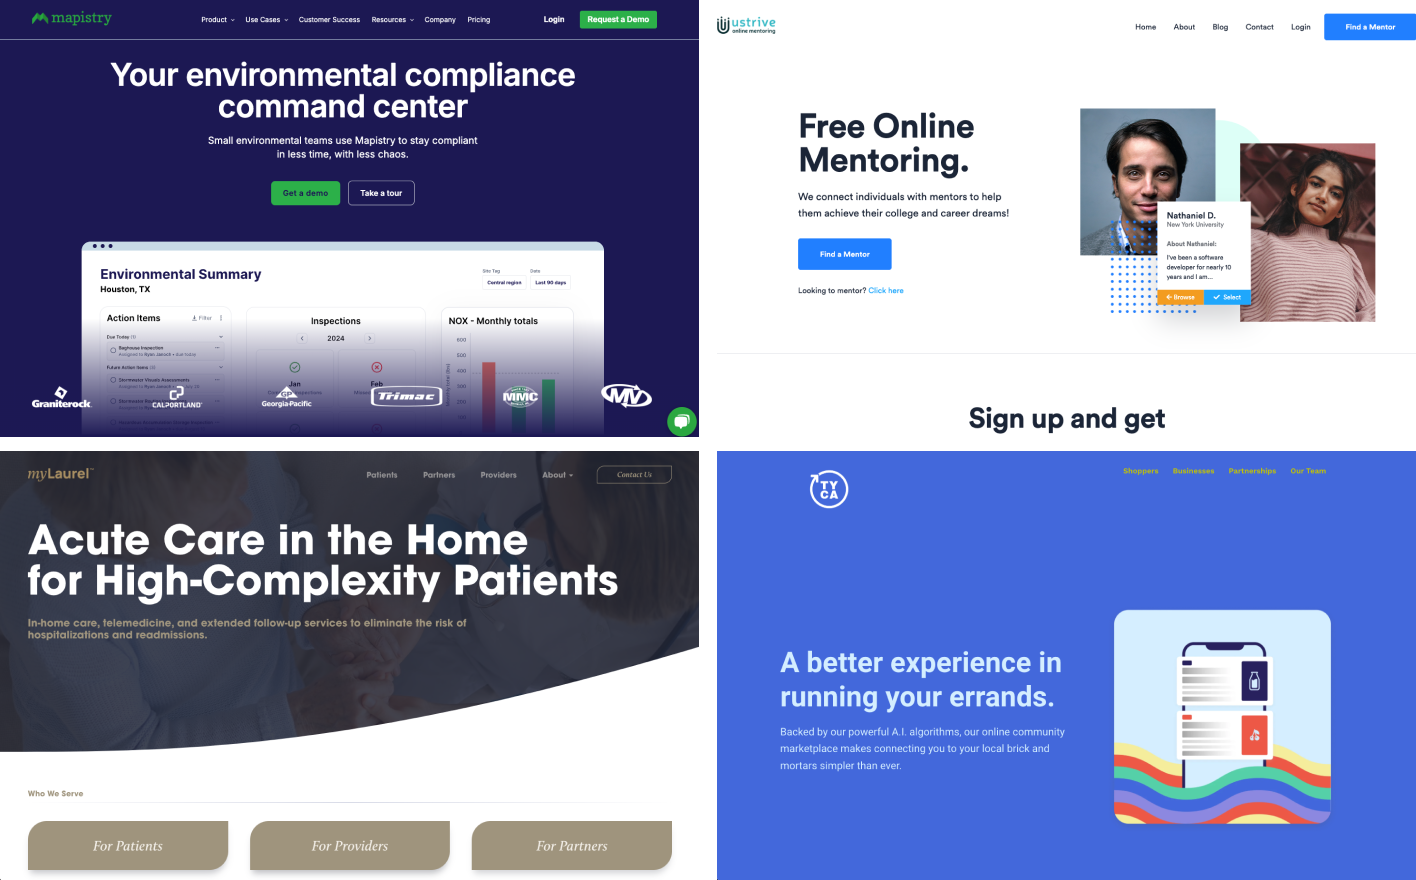 mapistry
Product
Use Cases
Customer Success
Resources
Company
Pricing
Login
Request a Demo
Your environmental compliance
command center
Small environmental teams use Mapistry to stay compliant
in less time, with less chaos.
Get a demo
Take a tour
Environmental Summary
Houston, TX
Site Tag
Date
Central region
Last 90 days
Action Items
Filter
Inspections
NOX - Monthly totals
Due Today (1)
2024
600
Baghouse Inspection
Assigned to Ryan Janoch • due today
500
Future Action Items (3)
400
Stormwater Visuals Assessments
Jan
Feb
300
200
100
Graniterock
CALPORTLAND
GP
Georgia-Pacific
Trimac
MMC
MV
ustrive
online mentoring
Home
About
Blog
Contact
Login
Find a Mentor
Free Online
Mentoring.
We connect individuals with mentors to help
them achieve their college and career dreams!
Find a Mentor
Looking to mentor? Click here
Nathaniel D.
New York University
About Nathaniel:
I've been a software
developer for nearly 10
years and I am...
Browse
Select
Sign up and get
myLaurel™
Patients
Partners
Providers
About
Contact Us
Acute Care in the Home
for High-Complexity Patients
In-home care, telemedicine, and extended follow-up services to eliminate the risk of
hospitalizations and readmissions.
Who We Serve
For Patients
For Providers
For Partners
TY
CA
Shoppers
Businesses
Partnerships
Our Team
A better experience in
running your errands.
Backed by our powerful A.I. algorithms, our online community
marketplace makes connecting you to your local brick and
mortars simpler than ever.